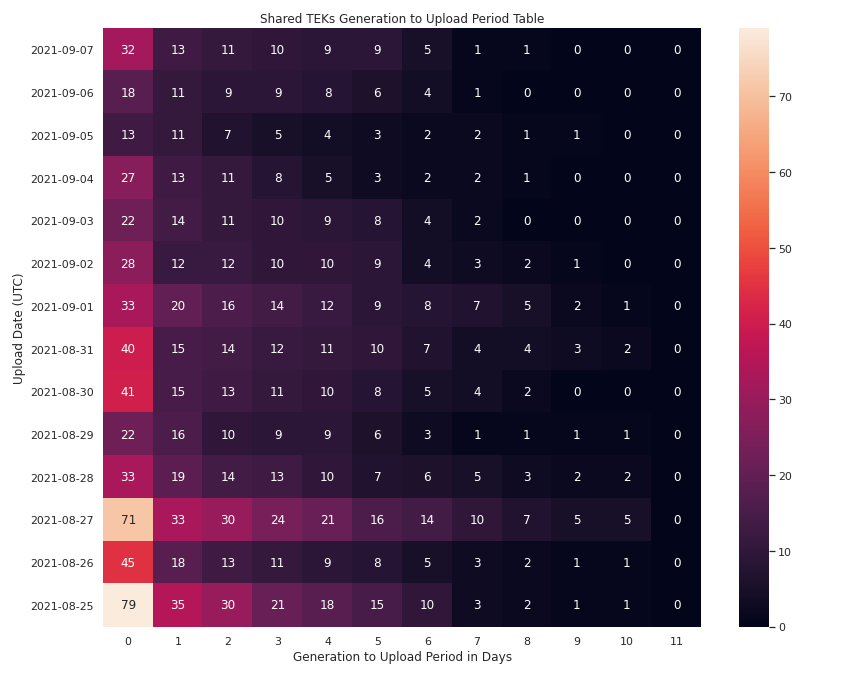 Shared TEKs Generation to Upload Period Table
Upload Date (UTC)
2021-09-07 32 13 11 10 9 9 5 1 1 0 0 0
2021-09-06 18 11 9 9 8 6 4 1 0 0 0 0
2021-09-05 13 11 7 5 4 3 2 2 1 1 0 0
2021-09-04 27 13 11 8 5 3 2 2 1 0 0 0
2021-09-03 22 14 11 10 9 8 4 2 0 0 0 0
2021-09-02 28 12 12 10 10 9 4 3 2 1 0 0
2021-09-01 33 20 16 14 12 9 8 7 5 2 1 0
2021-08-31 40 15 14 12 11 10 7 4 4 3 2 0
2021-08-30 41 15 13 11 10 8 5 4 2 0 0 0
2021-08-29 22 16 10 9 9 6 3 1 1 1 1 0
2021-08-28 33 19 14 13 10 7 6 5 3 2 2 0
2021-08-27 71 33 30 24 21 16 14 10 7 5 5 0
2021-08-26 45 18 13 11 9 8 5 3 2 1 1 0
2021-08-25 79 35 30 21 18 15 10 3 2 1 1 0
0 1 2 3 4 5 6 7 8 9 10 11
Generation to Upload Period in Days
70
60
50
40
30
20
10
0